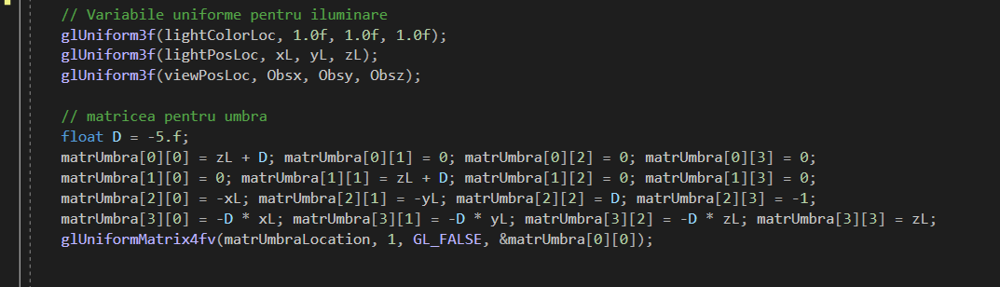 // Variabile uniforme pentru iluminare
glUniform3f(lightColorLoc, 1.0f, 1.0f, 1.0f);
glUniform3f(lightPosLoc, xL, yL, zL);
glUniform3f(viewPosLoc, Obsx, Obsy, Obsz);
// matricea pentru umbra
float D = -5.f;
matrUmbra[0][0] = zL + D; matrUmbra[0][1] = 0; matrUmbra[0][2] = 0; matrUmbra[0][3] = 0;
matrUmbra[1][0] = 0; matrUmbra[1][1] = zL + D; matrUmbra[1][2] = 0; matrUmbra[1][3] = 0;
matrUmbra[2][0] = -xL; matrUmbra[2][1] = -yL; matrUmbra[2][2] = D; matrUmbra[2][3] = -1;
matrUmbra[3][0] = -D * xL; matrUmbra[3][1] = -D * yL; matrUmbra[3][2] = -D * zL; matrUmbra[3][3] = zL;
glUniformMatrix4fv(matrUmbraLocation, 1, GL_FALSE, &matrUmbra[0][0]);